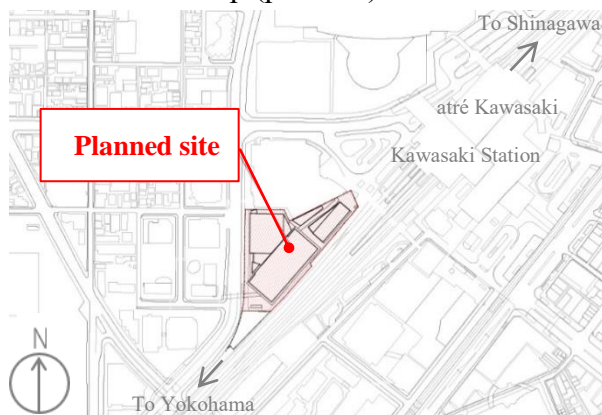 To Shinagawa
atré Kawasaki
Planned site
Kawasaki Station
N
To Yokohama